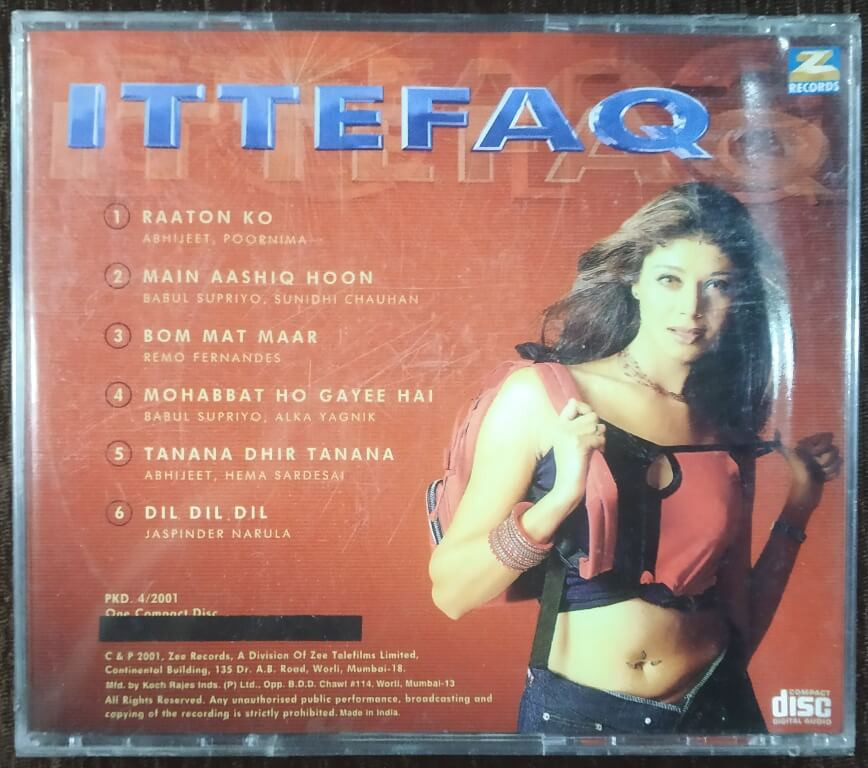 ITTEFAQ
Z
RECORDS
1 RAATON KO
ABHIJEET, POORNIMA
2 MAIN AASHIQ HOON
BABUL SUPRIYO, SUNIDHI CHAUHAN
3 BOM MAT MAAR
REMO FERNANDES
4 MOHABBAT HO GAYEE HAI
BABUL SUPRIYO, ALKA YAGNIK
5 TANANA DHIR TANANA
ABHIJEET, HEMA SARDESAI
6 DIL DIL DIL
JASPINDER NARULA
PKD. 4/2001
One Compact Disc
C & P 2001, Zee Records, A Division Of Zee Telefilms Limited,
Continental Building, 135 Dr. A.B. Road, Worli, Mumbai-18.
Mfd. by Koch Rajes Inds. (P) Ltd., Opp. B.D.D. Chawl #114, Worli, Mumbai-13
All Rights Reserved. Any unauthorised public performance, broadcasting and
copying of the recording is strictly prohibited. Made in India.
COMPACT
disc
DIGITAL AUDIO